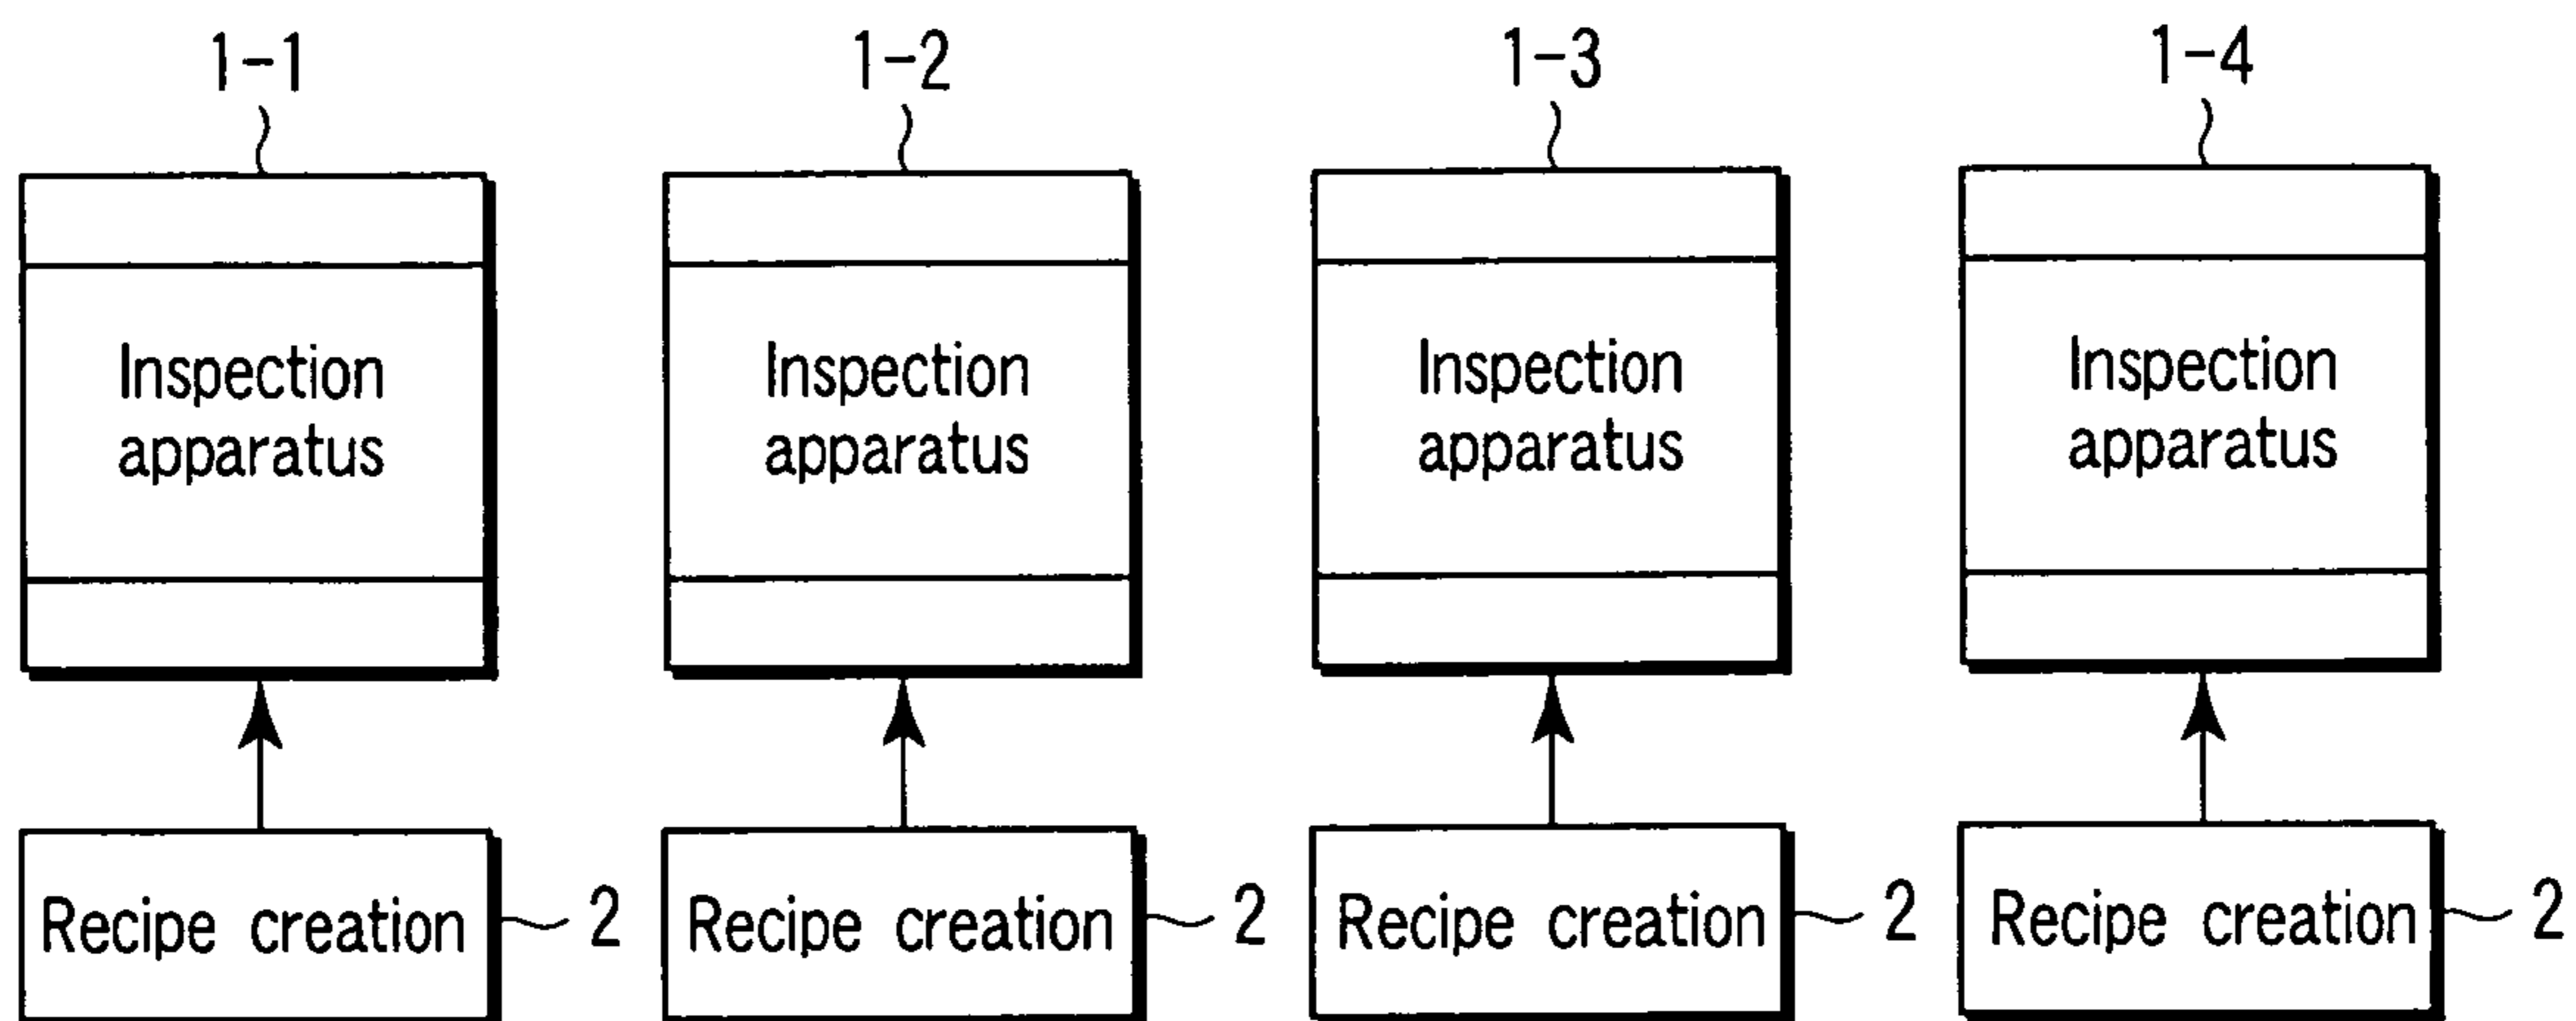 1-1 1-2 1-3 1-4
Inspection Inspection Inspection Inspection
apparatus apparatus apparatus apparatus
Recipe creation 2 Recipe creation 2 Recipe creation 2 Recipe creation 2